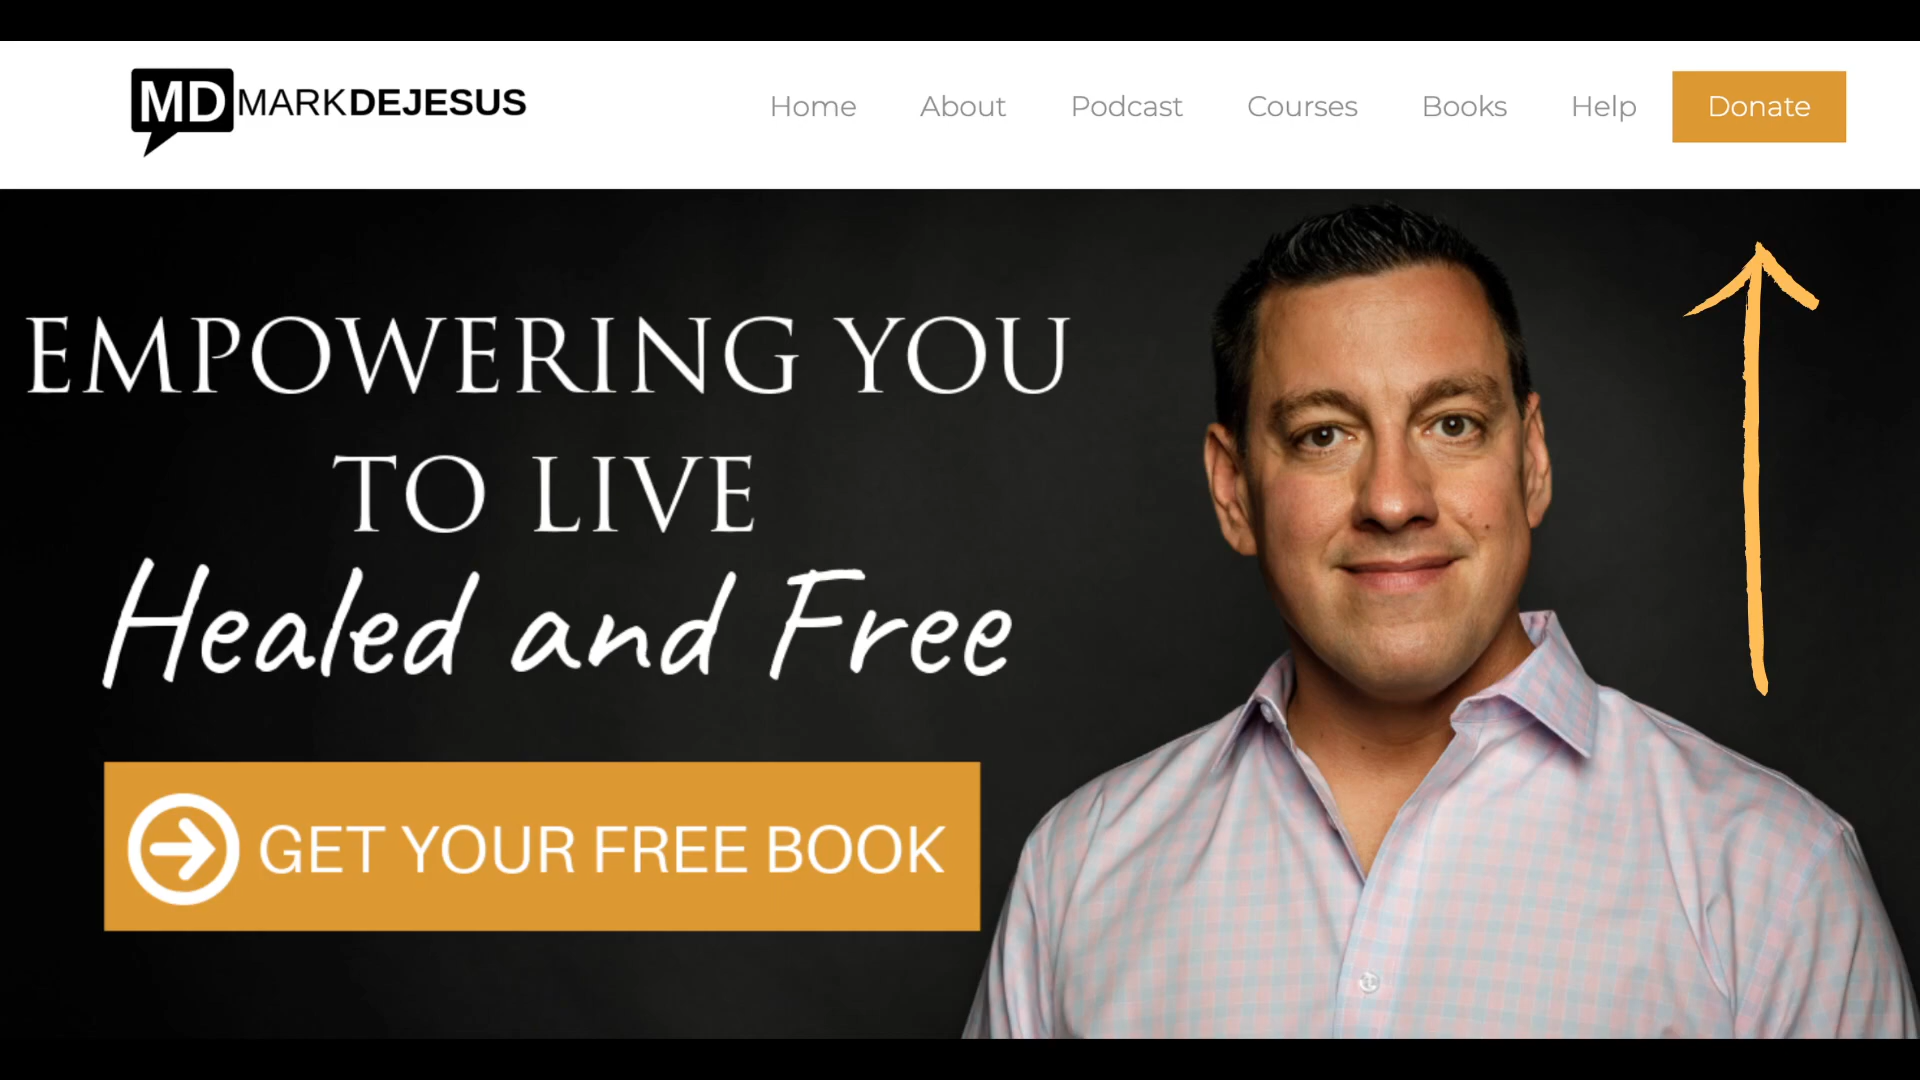 MD MARKDEJESUS
Home About Podcast Courses Books Help Donate
EMPOWERING YOU
TO LIVE
Healed and Free
GET YOUR FREE BOOK